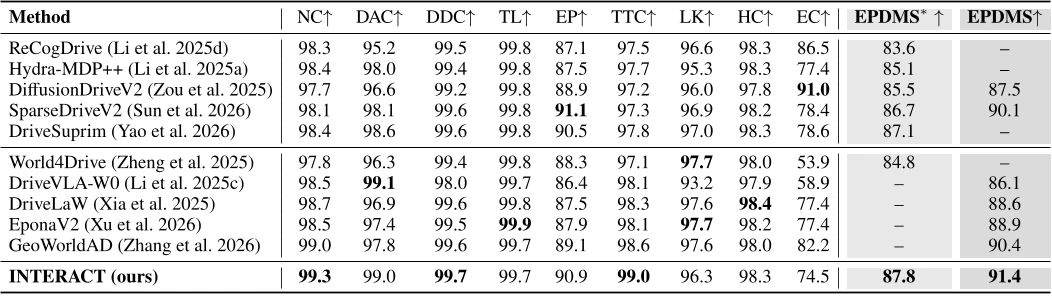 Method NC↑ DAC↑ DDC↑ TL↑ EP↑ TTC↑ LK↑ HC↑ EC↑ EPDMS* ↑ EPDMS↑
ReCogDrive (Li et al. 2025d) 98.3 95.2 99.5 99.8 87.1 97.5 96.6 98.3 86.5 83.6 –
Hydra-MDP++ (Li et al. 2025a) 98.4 98.0 99.4 99.8 87.5 97.7 95.3 98.3 77.4 85.1 –
DiffusionDriveV2 (Zou et al. 2025) 97.7 96.6 99.2 99.8 88.9 97.2 96.0 97.8 91.0 85.5 87.5
SparseDriveV2 (Sun et al. 2026) 98.1 98.1 99.6 99.8 91.1 97.3 96.9 98.2 78.4 86.7 90.1
DriveSuprim (Yao et al. 2026) 98.4 98.6 99.6 99.8 90.5 97.8 97.0 98.3 78.6 87.1 –
World4Drive (Zheng et al. 2025) 97.8 96.3 99.4 99.8 88.3 97.1 97.7 98.0 53.9 84.8 –
DriveVLA-W0 (Li et al. 2025c) 98.5 99.1 98.0 99.7 86.4 98.1 93.2 97.9 58.9 – 86.1
DriveLaW (Xia et al. 2025) 98.7 96.9 99.6 99.8 87.5 98.3 97.6 98.4 77.4 – 88.6
EponaV2 (Xu et al. 2026) 98.5 97.4 99.5 99.9 87.9 98.1 97.7 98.2 77.4 – 88.9
GeoWorldAD (Zhang et al. 2026) 99.0 97.8 99.6 99.7 89.1 98.6 97.6 98.0 82.2 – 90.4
INTERACT (ours) 99.3 99.0 99.7 99.7 90.9 99.0 96.3 98.3 74.5 87.8 91.4